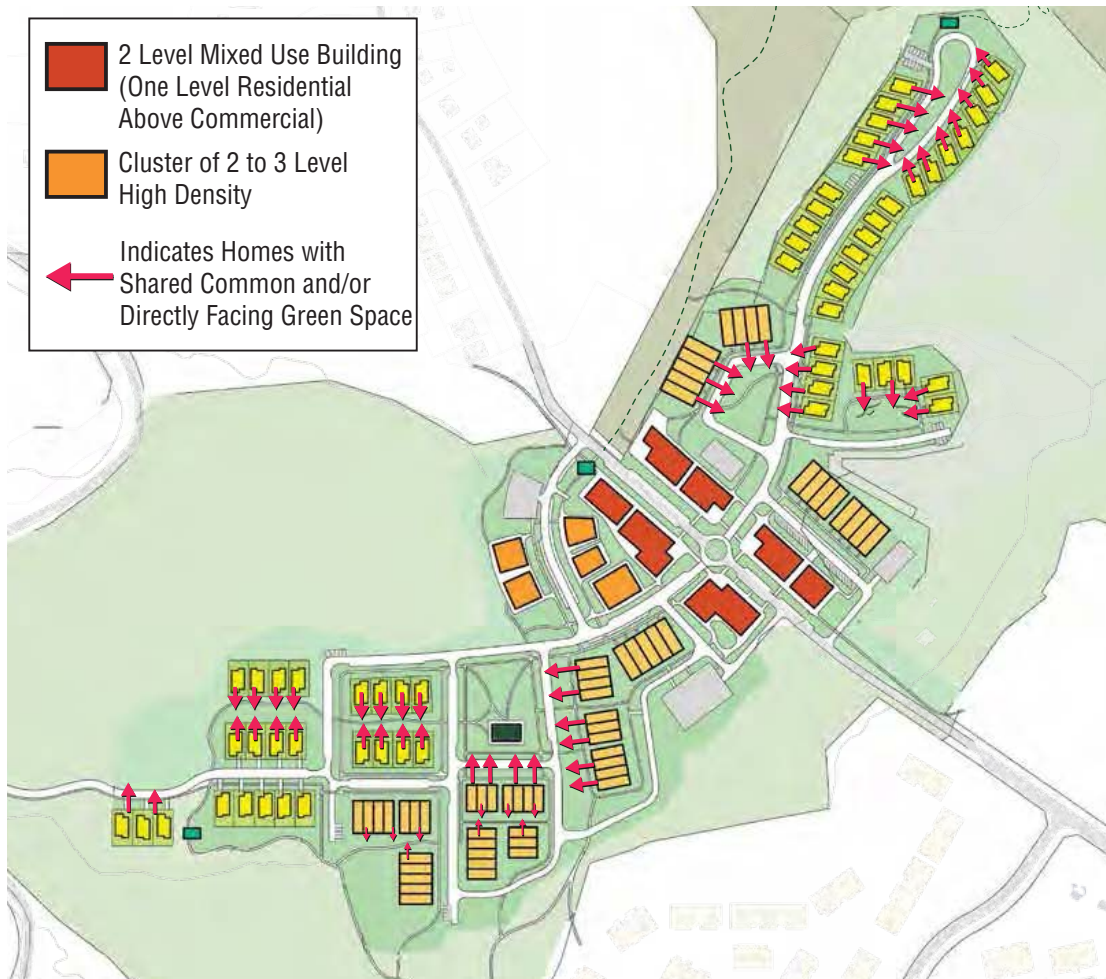 2 Level Mixed Use Building
(One Level Residential
Above Commercial)
Cluster of 2 to 3 Level
High Density
Indicates Homes with
Shared Common and/or
Directly Facing Green Space